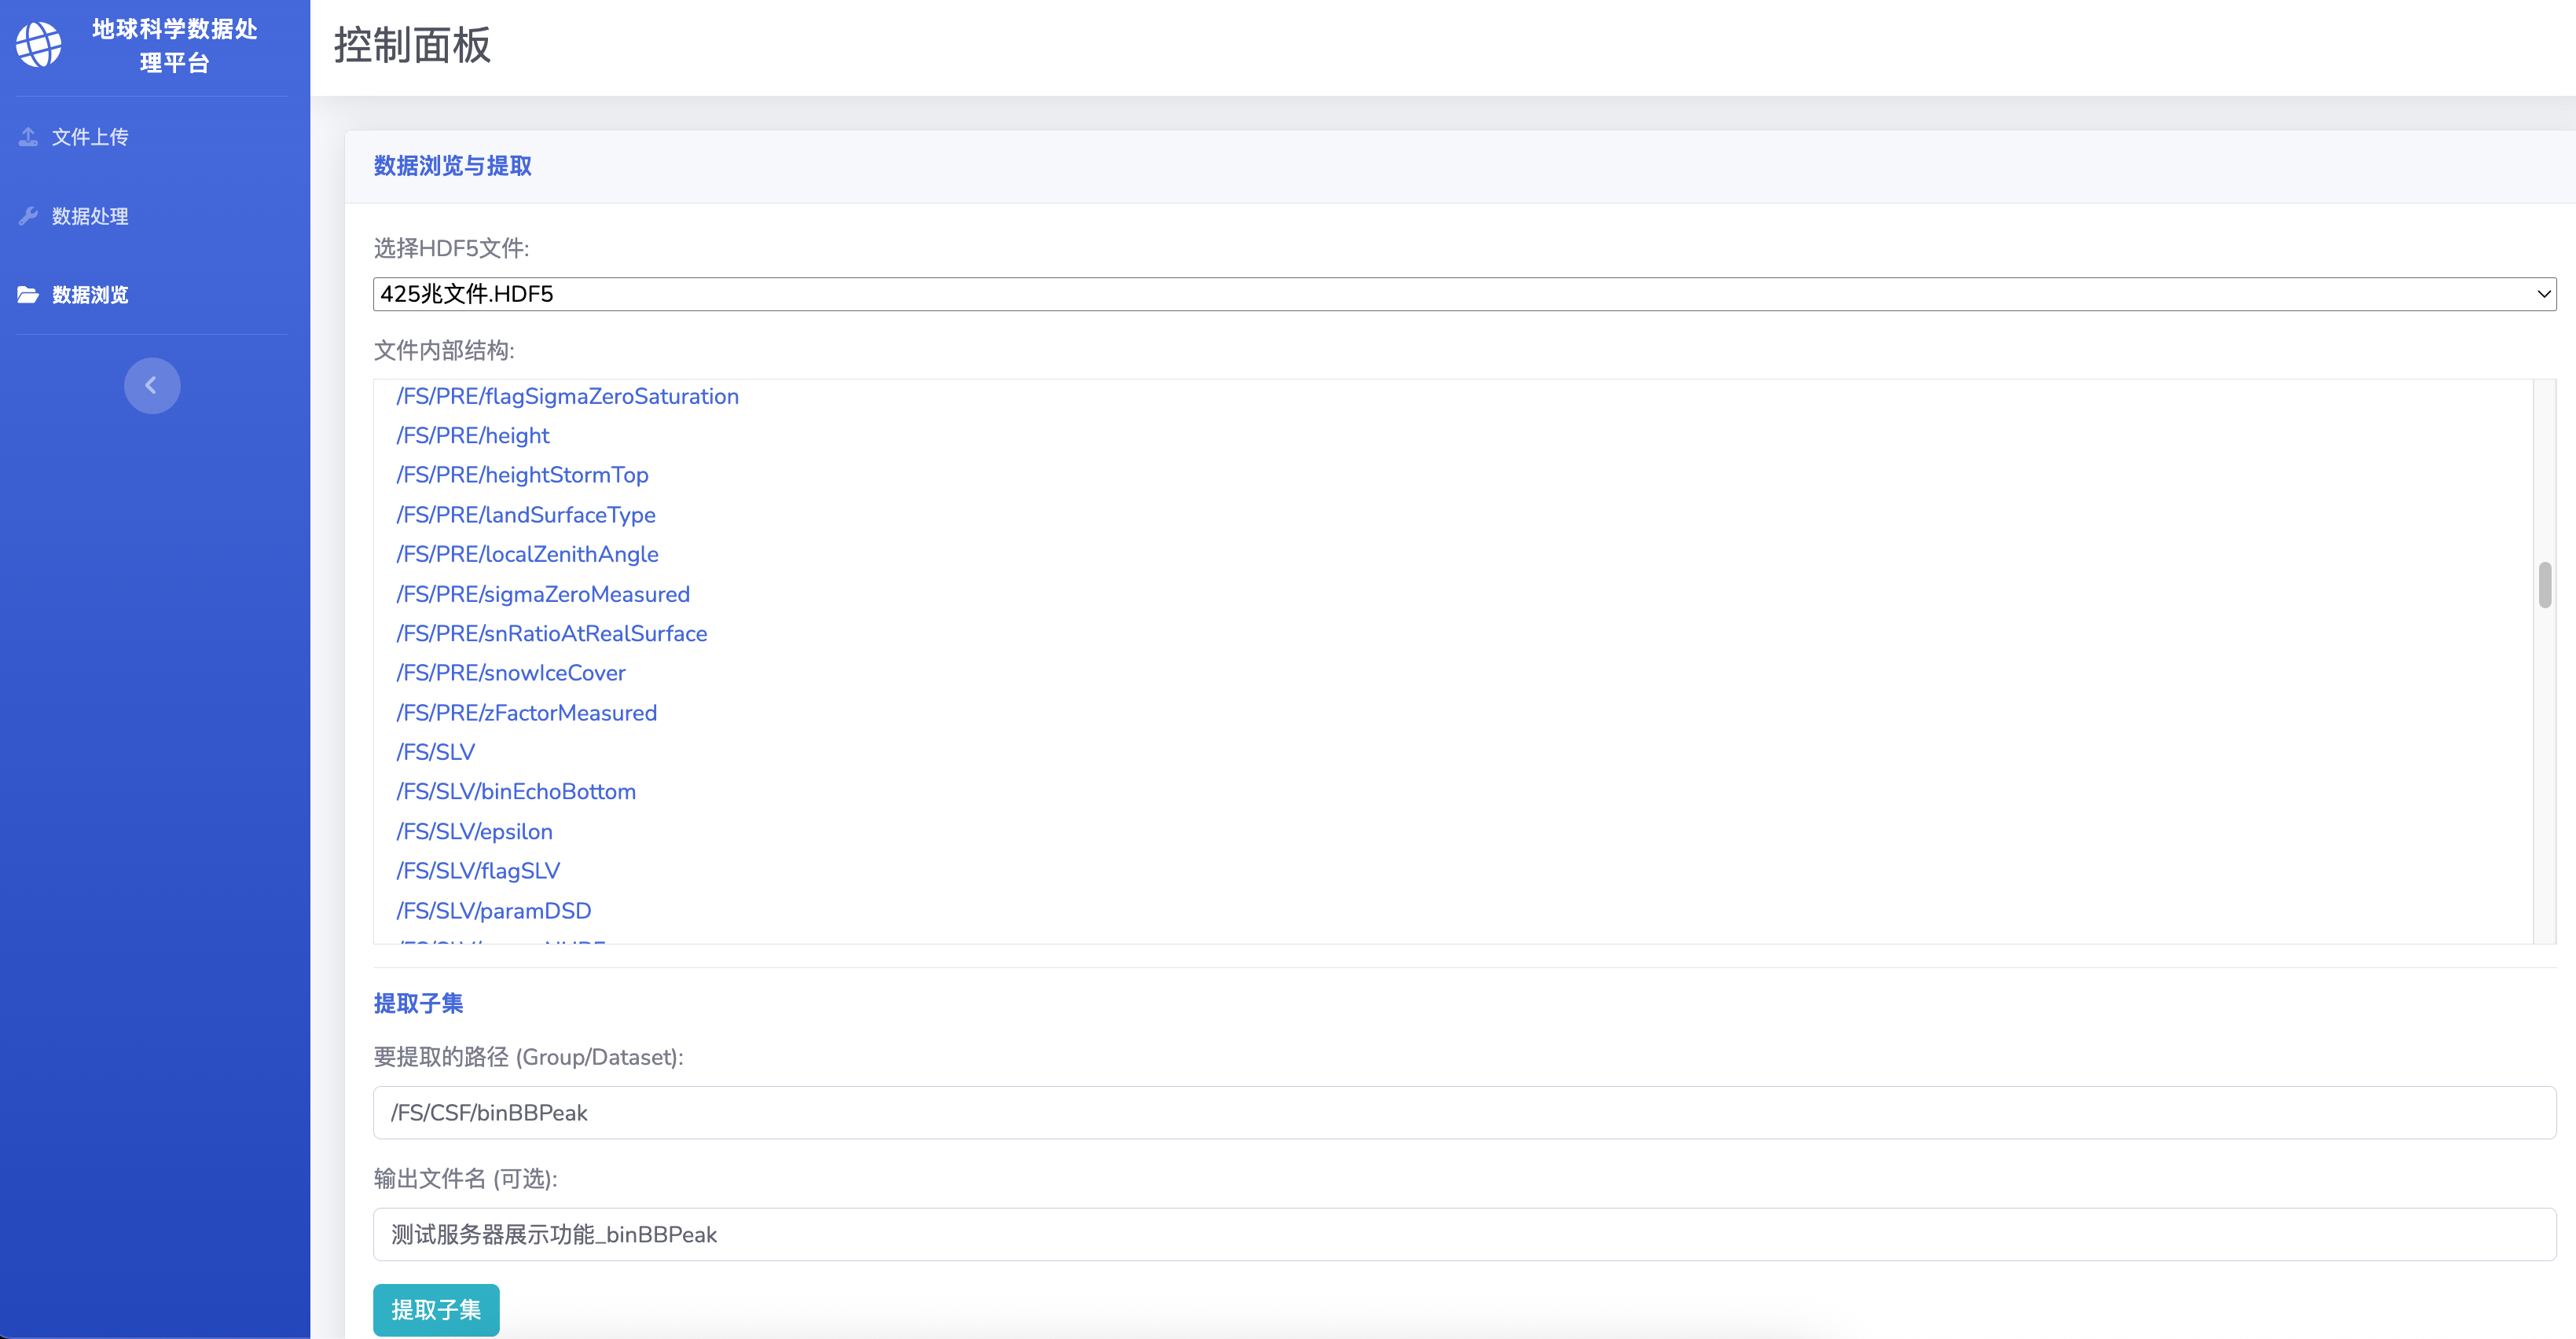 地球科学数据处
理平台
文件上传
数据处理
数据浏览
控制面板
数据浏览与提取
选择HDF5文件:
425兆文件.HDF5
文件内部结构:
/FS/PRE/flagSigmaZeroSaturation
/FS/PRE/height
/FS/PRE/heightStormTop
/FS/PRE/landSurfaceType
/FS/PRE/localZenithAngle
/FS/PRE/sigmaZeroMeasured
/FS/PRE/snRatioAtRealSurface
/FS/PRE/snowIceCover
/FS/PRE/zFactorMeasured
/FS/SLV
/FS/SLV/binEchoBottom
/FS/SLV/epsilon
/FS/SLV/flagSLV
/FS/SLV/paramDSD
提取子集
要提取的路径 (Group/Dataset):
/FS/CSF/binBBPeak
输出文件名 (可选):
测试服务器展示功能_binBBPeak
提取子集